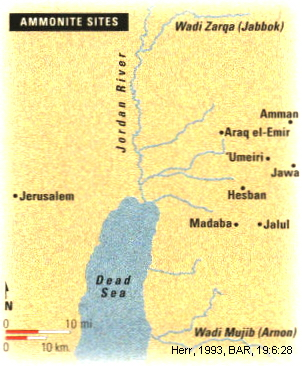 AMMONITE SITES
Wadi Zarqa (Jabbok)
Jordan River
Amman
Araq el-Emir
'Umeiri
Jawa
Jerusalem
Hesban
Madaba
Jalul
Dead
Sea
N
0 10 mi
0 10 km.
Wadi Mujib (Arnon)
Herr, 1993, BAR, 19:6:28